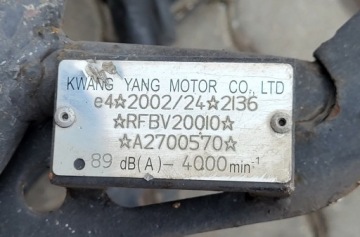 KWANG YANG MOTOR CO., LTD
e4☆2002/24☆2136
☆RFBV20010☆
☆A2700570☆
89 dB(A) - 4000min⁻¹